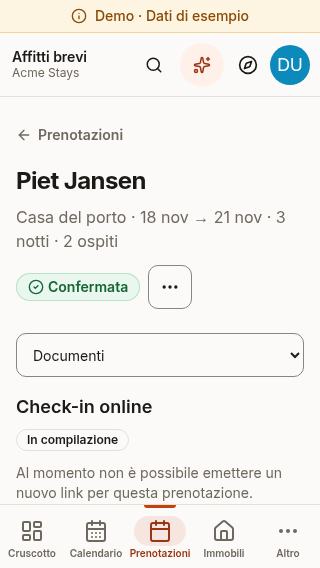 Demo · Dati di esempio
Affitti brevi
Acme Stays
DU
Prenotazioni
Piet Jansen
Casa del porto · 18 nov → 21 nov · 3
notti · 2 ospiti
Confermata
Documenti
Check-in online
In compilazione
Al momento non è possibile emettere un
nuovo link per questa prenotazione.
Cruscotto
Calendario
Prenotazioni
Immobili
Altro